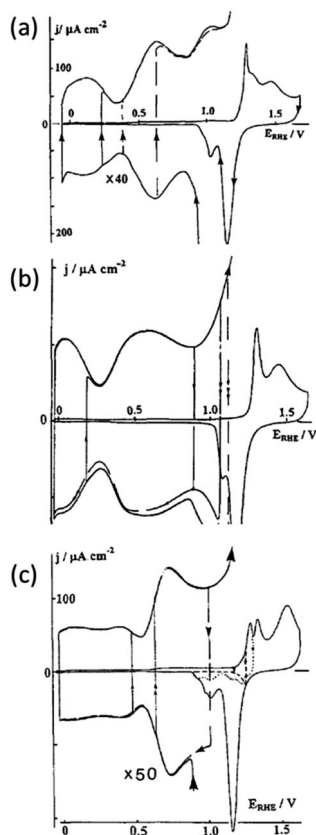 (a)
j/ μA cm⁻²
100
0
0 0.5 1.0 1.5
E_RHE / V
×40
200
(b)
j / μA cm⁻²
0
0 0.5 1.0 1.5
E_RHE / V
(c)
j / μA cm⁻²
100
0
×50
E_RHE / V
0 0.5 1.0 1.5